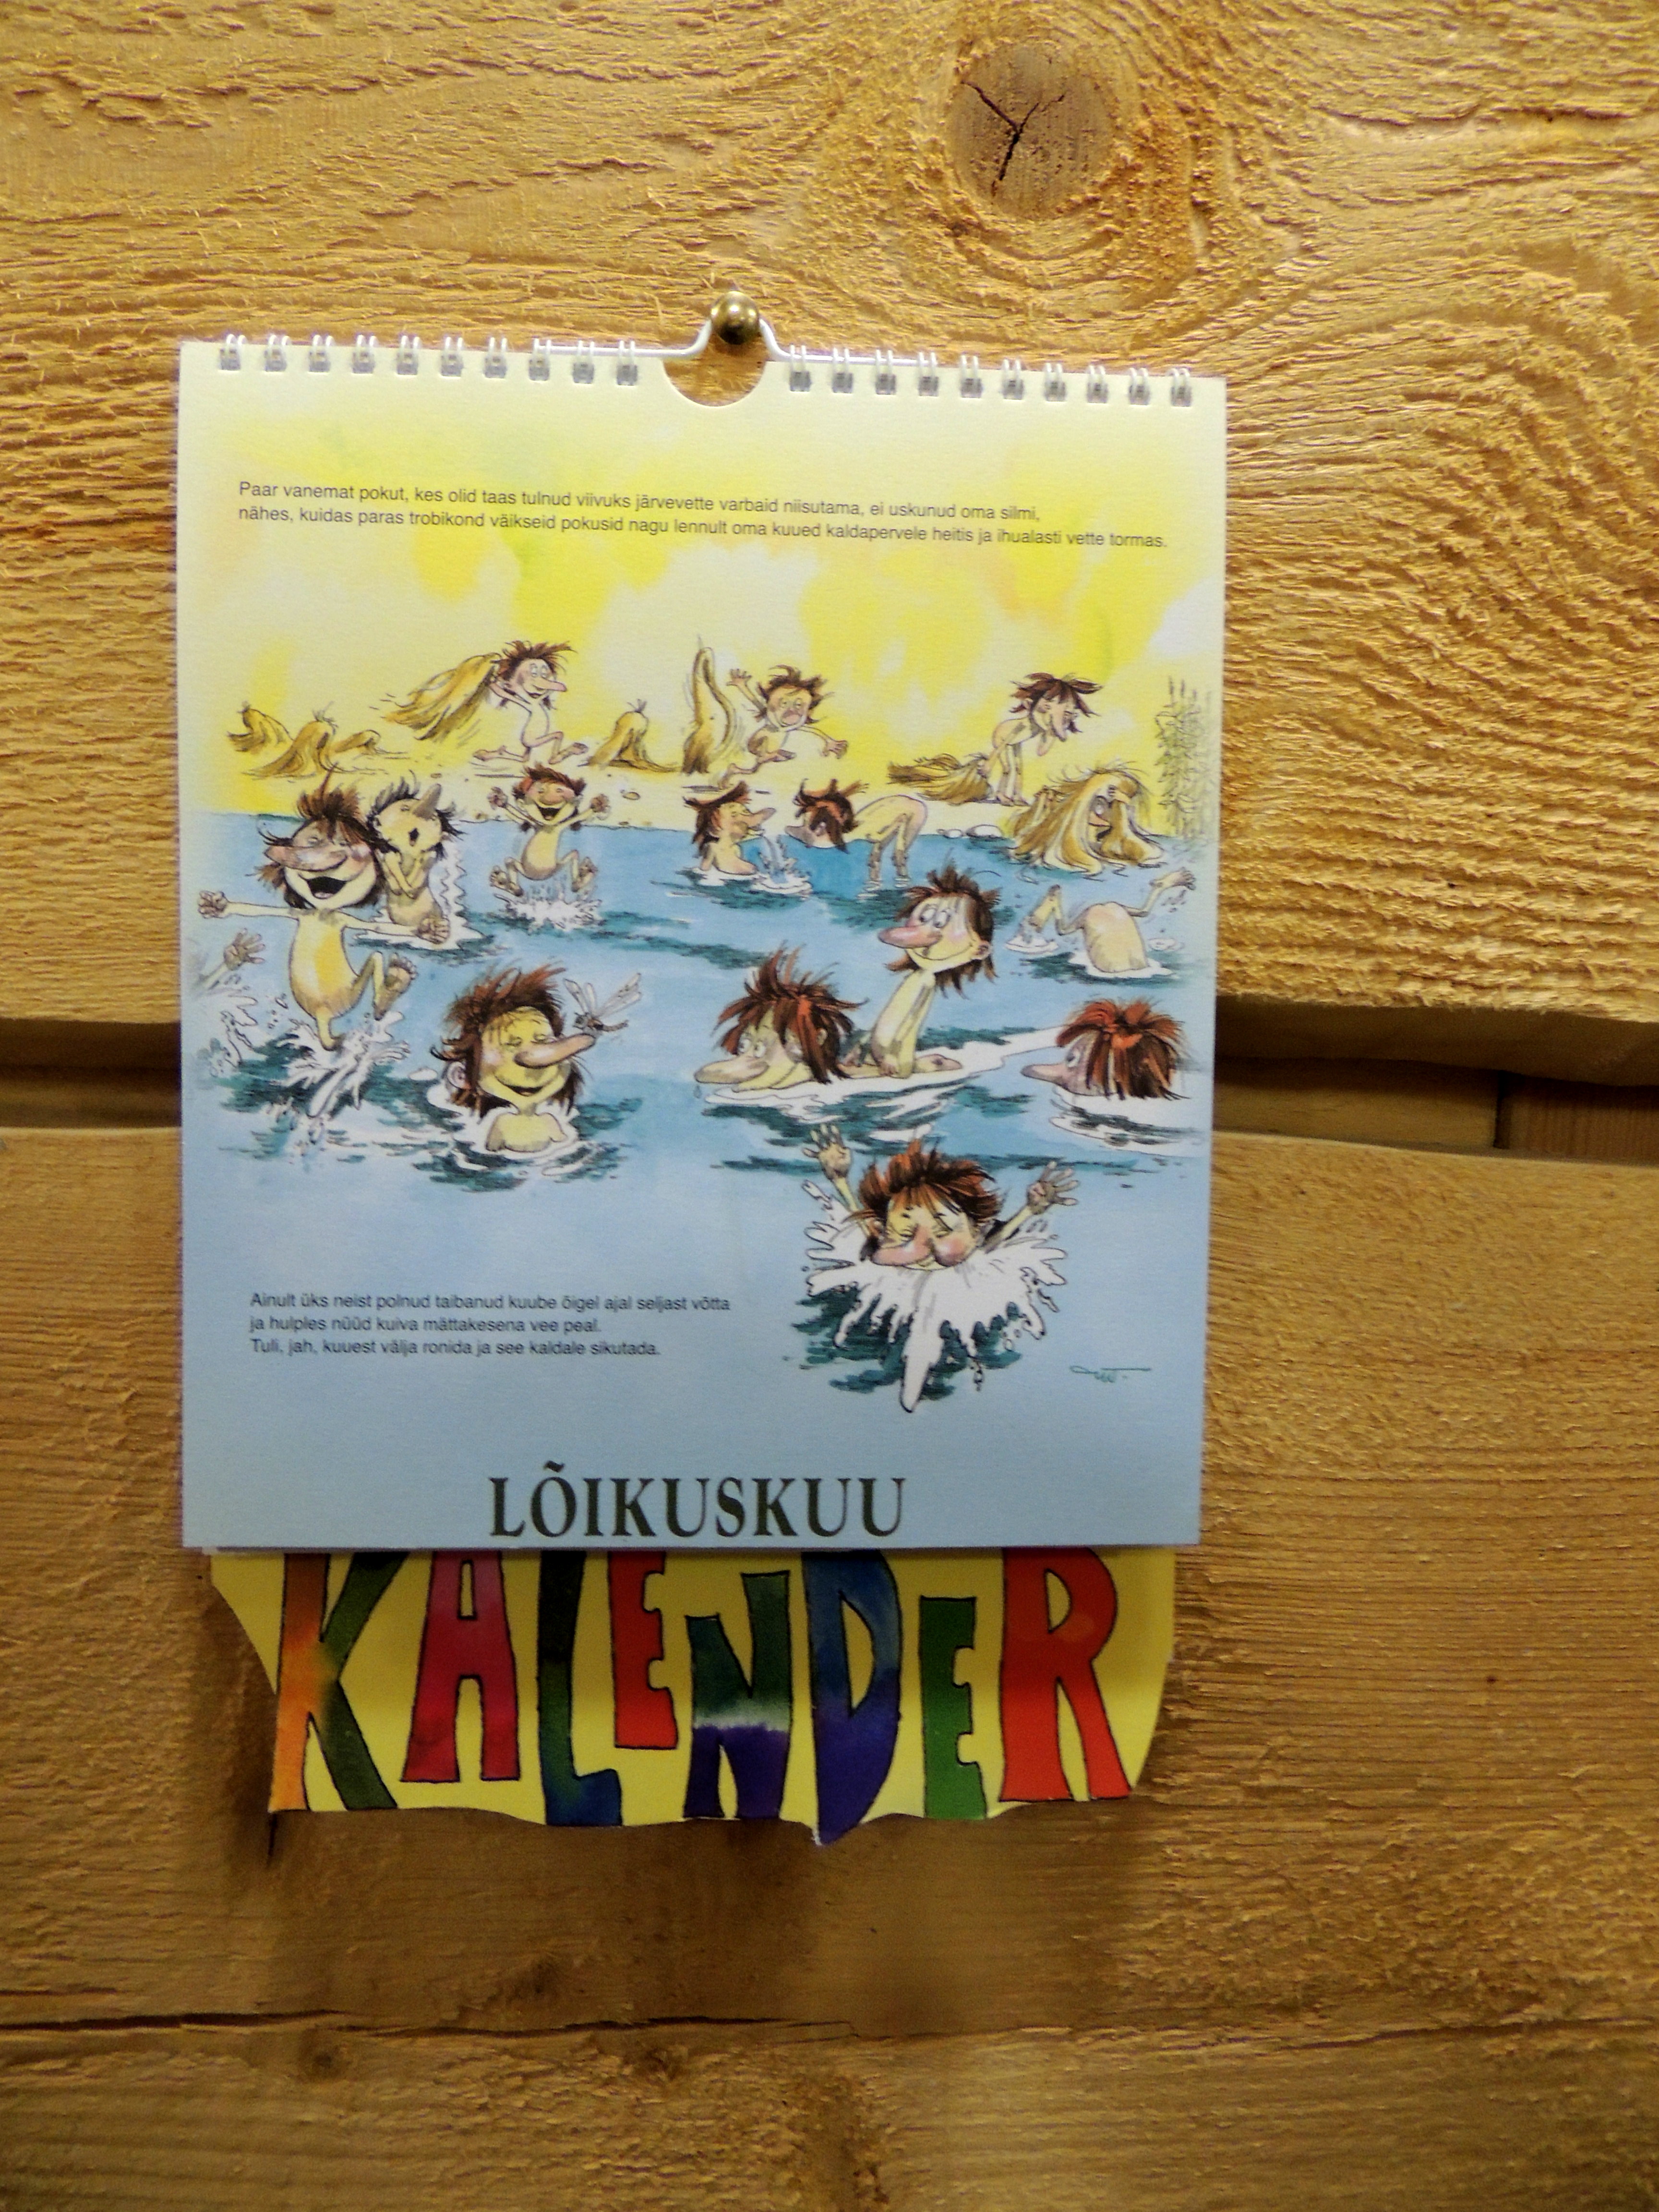 Paar vanemat pokut, kes olid taas tulnud viivuks järvevette varbaid niisutama, ei uskunud oma silmi,
nähes, kuidas paras trobikond väikseid pokusid nagu lennult oma kuued kaldapervele heitis ja ihualasti vette tormas.
Ainult üks neist polnud taibanud kuube õigel ajal seljast võtta
ja hulples nüüd kuiva mättakesena vee peal.
Tuli, jah, kuuest välja ronida ja see kaldale sikutada.
LÕIKUSKUU
KALENDER